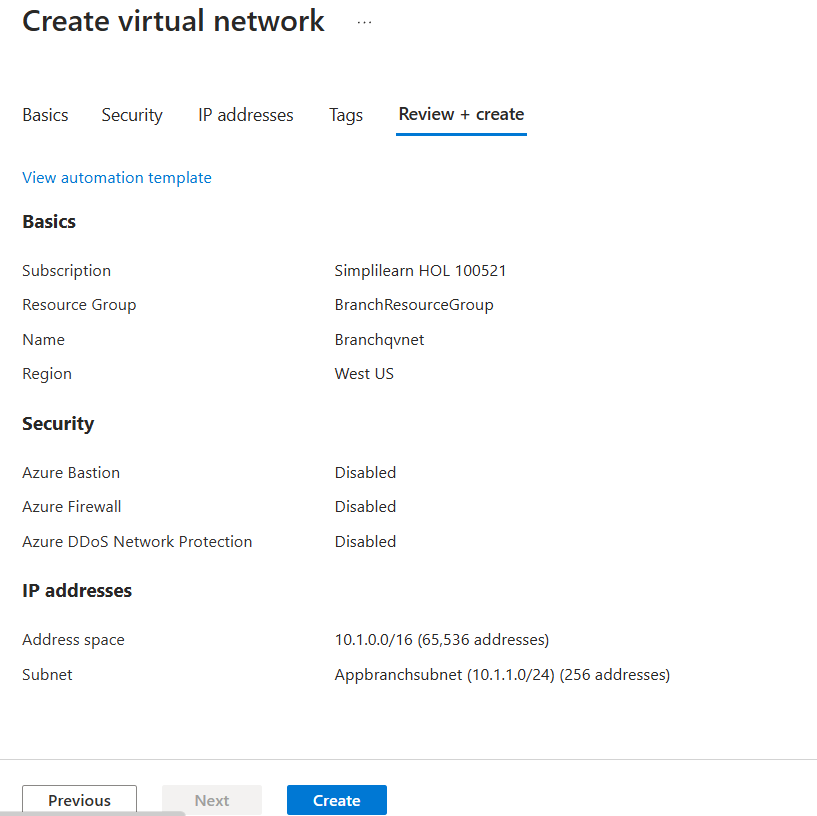 Create virtual network ...
Basics Security IP addresses Tags Review + create
View automation template
Basics
Subscription Simplilearn HOL 100521
Resource Group BranchResourceGroup
Name Branchqvnet
Region West US
Security
Azure Bastion Disabled
Azure Firewall Disabled
Azure DDoS Network Protection Disabled
IP addresses
Address space 10.1.0.0/16 (65,536 addresses)
Subnet Appbranchsubnet (10.1.1.0/24) (256 addresses)
Previous Next Create